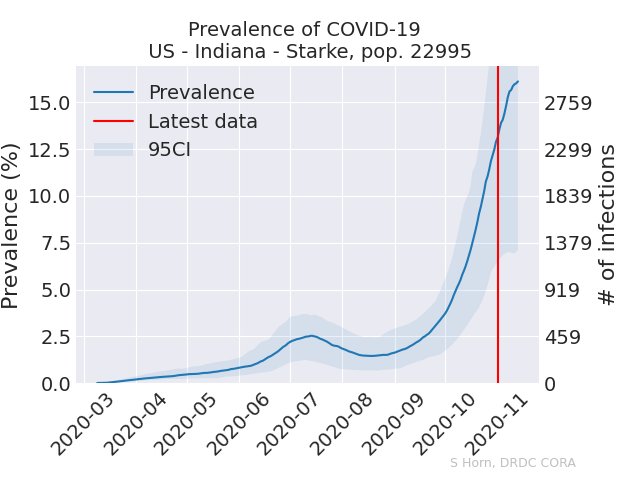 Prevalence of COVID-19
US - Indiana - Starke, pop. 22995
Prevalence
Latest data
95CI
Prevalence (%)
15.0
12.5
10.0
7.5
5.0
2.5
0.0
2759
2299
1839
1379
919
459
0
# of infections
2020-03
2020-04
2020-05
2020-06
2020-07
2020-08
2020-09
2020-10
2020-11
S Horn, DRDC CORA